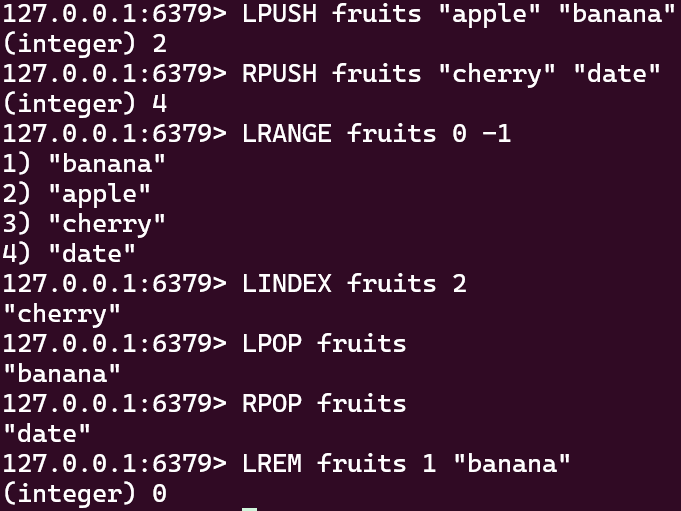 127.0.0.1:6379> LPUSH fruits "apple" "banana"
(integer) 2
127.0.0.1:6379> RPUSH fruits "cherry" "date"
(integer) 4
127.0.0.1:6379> LRANGE fruits 0 -1
1) "banana"
2) "apple"
3) "cherry"
4) "date"
127.0.0.1:6379> LINDEX fruits 2
"cherry"
127.0.0.1:6379> LPOP fruits
"banana"
127.0.0.1:6379> RPOP fruits
"date"
127.0.0.1:6379> LREM fruits 1 "banana"
(integer) 0